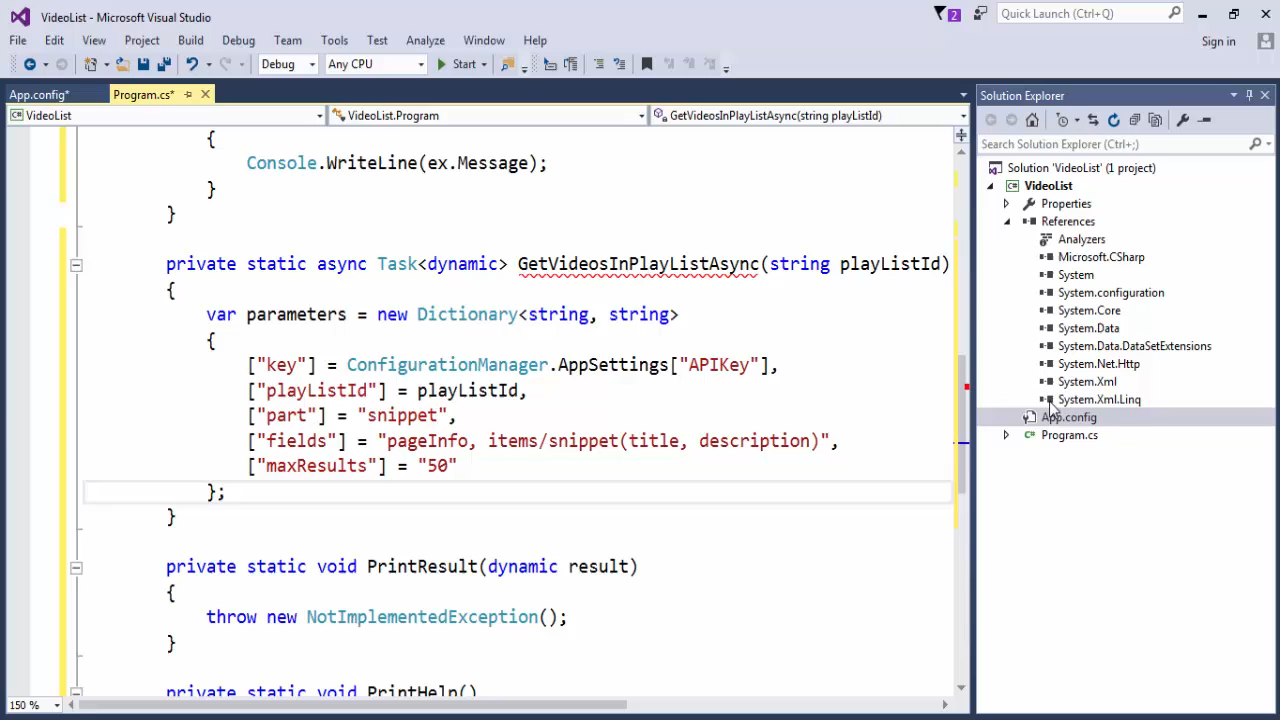 VideoList - Microsoft Visual Studio
2
Quick Launch (Ctrl+Q)
File Edit View Project Build Debug Team Tools Test Analyze Window Help
Sign in
Debug Any CPU Start
App.config* Program.cs*
VideoList VideoList.Program GetVideosInPlayListAsync(string playListId)
{
Console.WriteLine(ex.Message);
}
}
private static async Task<dynamic> GetVideosInPlayListAsync(string playListId)
{
var parameters = new Dictionary<string, string>
{
["key"] = ConfigurationManager.AppSettings["APIKey"],
["playListId"] = playListId,
["part"] = "snippet",
["fields"] = "pageInfo, items/snippet(title, description)",
["maxResults"] = "50"
};
}
private static void PrintResult(dynamic result)
{
throw new NotImplementedException();
}
private static void PrintHelp()
150 %
Solution Explorer
Search Solution Explorer (Ctrl+;)
Solution 'VideoList' (1 project)
VideoList
Properties
References
Analyzers
Microsoft.CSharp
System
System.configuration
System.Core
System.Data
System.Data.DataSetExtensions
System.Net.Http
System.Xml
System.Xml.Linq
App.config
Program.cs